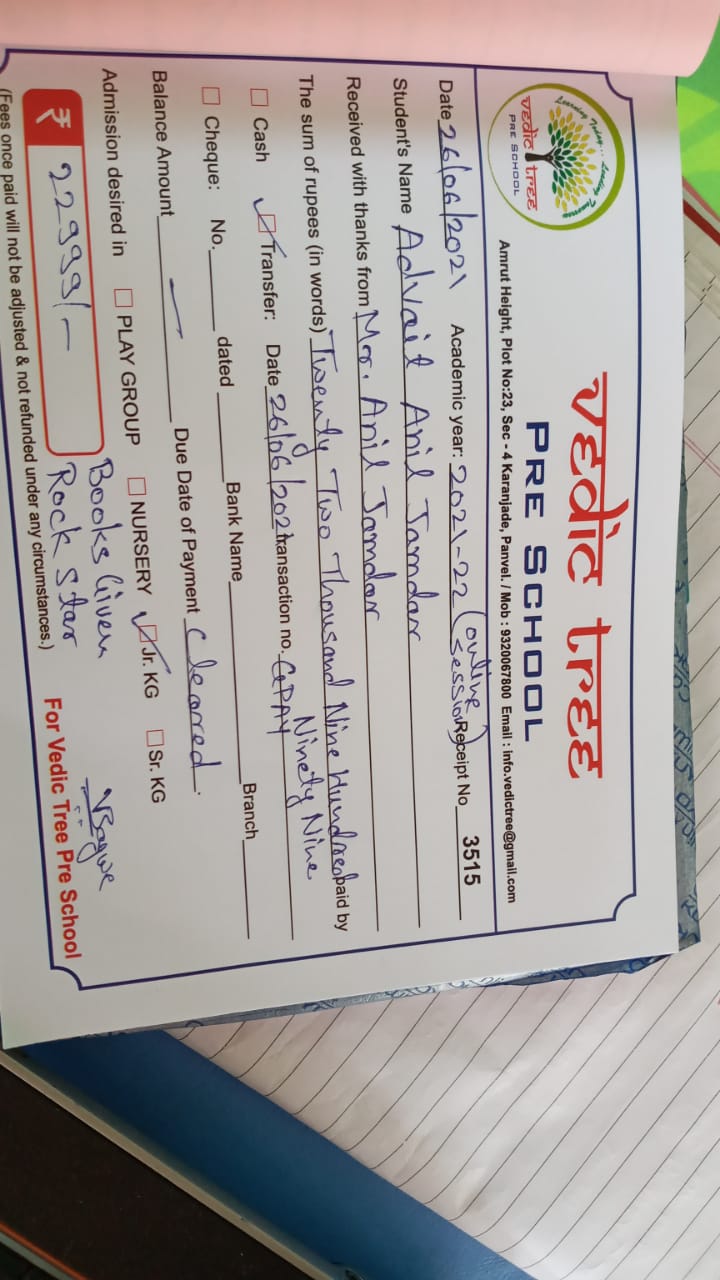 Learning Today... Leading Tomorrow
vedic tree
PRE SCHOOL
vedic tree
PRE SCHOOL
Amrut Height, Plot No:23, Sec - 4 Karanjade, Panvel. / Mob : 9320067800 Email : info.vedictree@gmail.com
Date 26/06/2021 Academic year: 2021-22 (online session) Receipt No 3515
Student's Name Advait Anil Jamdar
Received with thanks from Mr. Anil Jamdar
The sum of rupees (in words) Twenty Two Thousand Nine Hundred paid by
Ninety Nine
Cash Transfer: Date 26/06/2021 transaction no. GPAY
Cheque: No. dated Bank Name Branch
Balance Amount — Due Date of Payment Cleared.
Admission desired in PLAY GROUP NURSERY Jr. KG Sr. KG
₹ 22999/- Books Given
Rock Star
For Vedic Tree Pre School
(Fees once paid will not be adjusted & not refunded under any circumstances.)